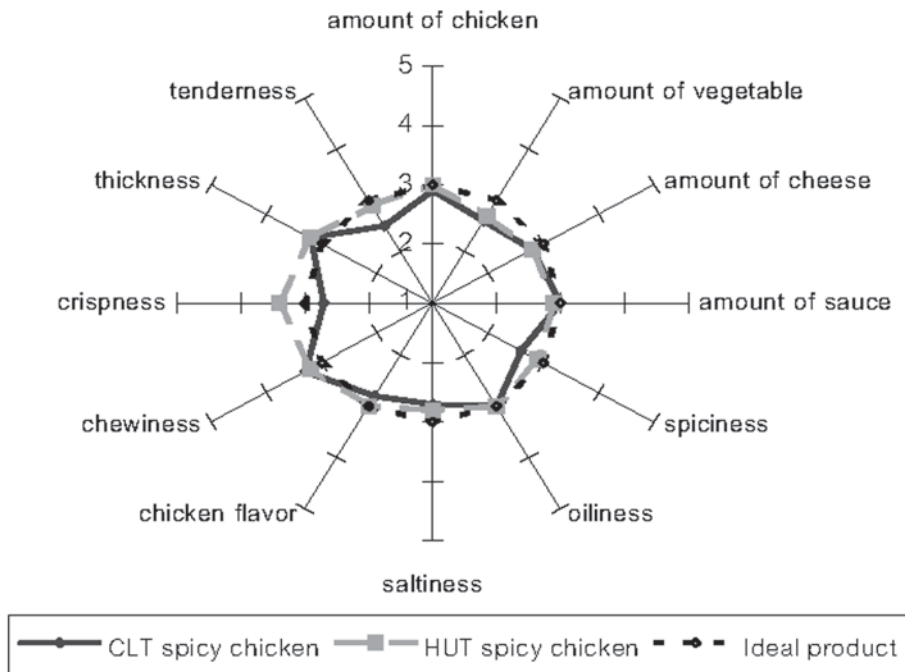 amount of chicken
tenderness
amount of vegetable
thickness
amount of cheese
crispness
amount of sauce
chewiness
spiciness
chicken flavor
oiliness
saltiness
5
4
3
2
1
CLT spicy chicken HUT spicy chicken Ideal product